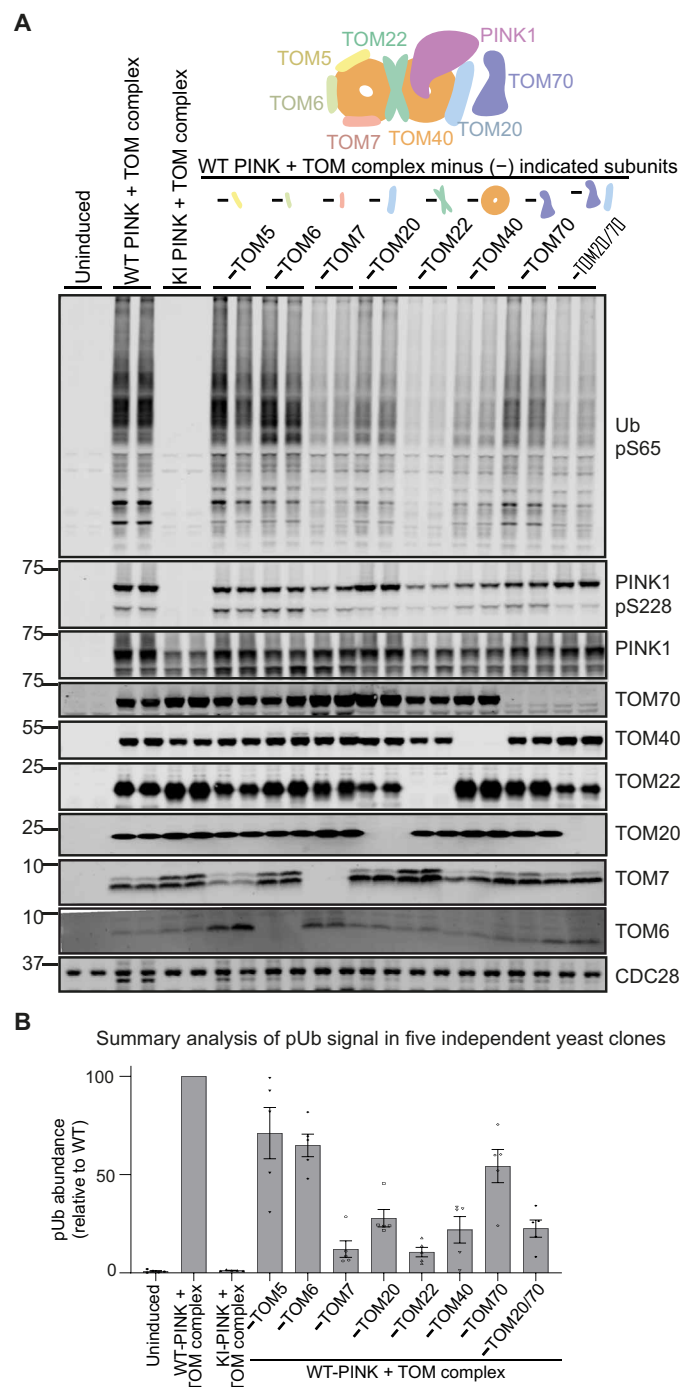 A
TOM22
PINK1
TOM5
TOM70
TOM6
TOM7
TOM40
TOM20
WT PINK + TOM complex minus (−) indicated subunits
Uninduced
WT PINK + TOM complex
KI PINK + TOM complex
−TOM5
−TOM6
−TOM7
−TOM20
−TOM22
−TOM40
−TOM70
−TOM20/70
Ub
pS65
75
PINK1
pS228
75
PINK1
75
TOM70
55
TOM40
25
TOM22
25
TOM20
10
TOM7
10
TOM6
37
CDC28
B
Summary analysis of pUb signal in five independent yeast clones
pUb abundance
(relative to WT)
100
50
0
Uninduced
WT-PINK +
TOM complex
KI-PINK +
TOM complex
−TOM5
−TOM6
−TOM7
−TOM20
−TOM22
−TOM40
−TOM70
−TOM20/70
WT-PINK + TOM complex